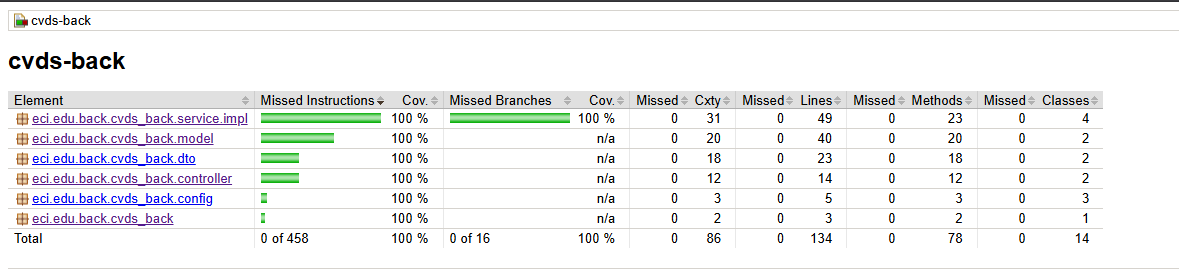 cvds-back
cvds-back
Element Missed Instructions Cov. Missed Branches Cov. Missed Cxty Missed Lines Missed Methods Missed Classes
eci.edu.back.cvds_back.service.impl 100 % 100 % 0 31 0 49 0 23 0 4
eci.edu.back.cvds_back.model 100 % n/a 0 20 0 40 0 20 0 2
eci.edu.back.cvds_back.dto 100 % n/a 0 18 0 23 0 18 0 2
eci.edu.back.cvds_back.controller 100 % n/a 0 12 0 14 0 12 0 2
eci.edu.back.cvds_back.config 100 % n/a 0 3 0 5 0 3 0 3
eci.edu.back.cvds_back 100 % n/a 0 2 0 3 0 2 0 1
Total 0 of 458 100 % 0 of 16 100 % 0 86 0 134 0 78 0 14